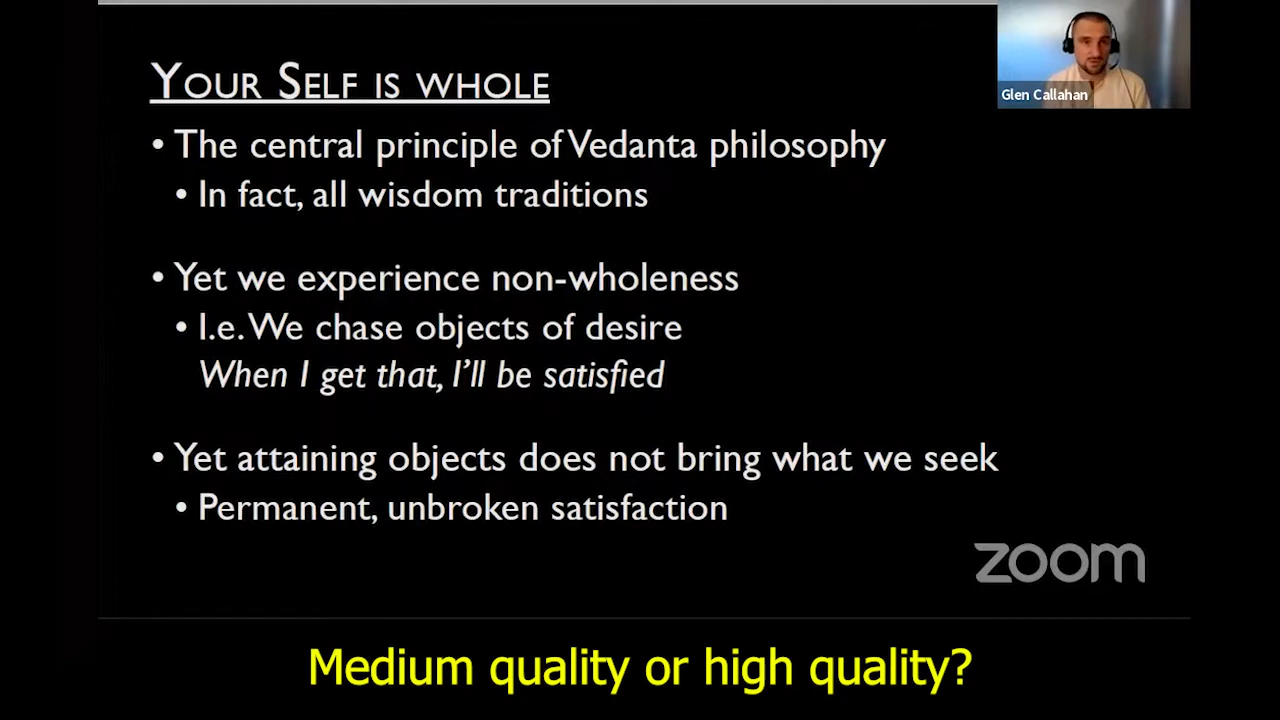 YOUR SELF IS WHOLE
• The central principle of Vedanta philosophy
• In fact, all wisdom traditions
• Yet we experience non-wholeness
• I.e. We chase objects of desire
When I get that, I'll be satisfied
• Yet attaining objects does not bring what we seek
• Permanent, unbroken satisfaction
Glen Callahan
zoom
Medium quality or high quality?